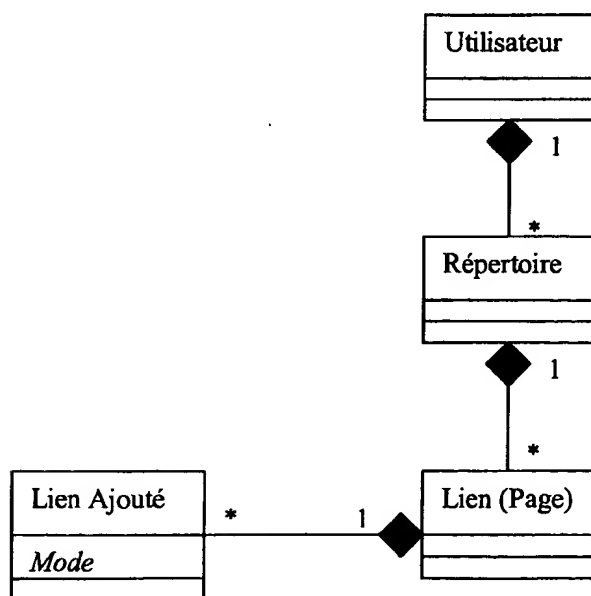 Utilisateur
1
*
Répertoire
1
*
Lien Ajouté
*
1
Lien (Page)
Mode